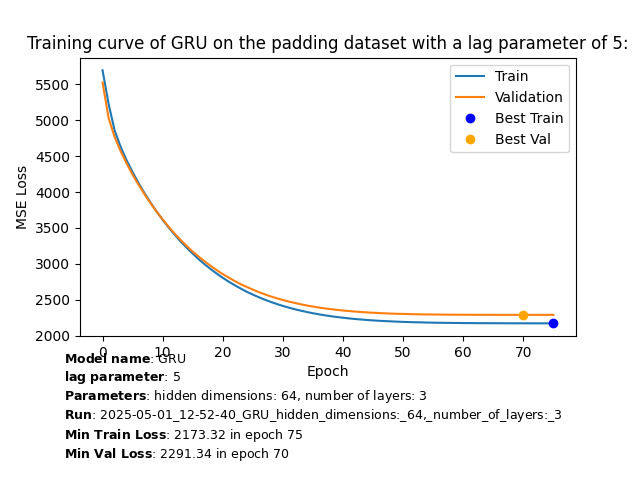 Training curve of GRU on the padding dataset with a lag parameter of 5:
Train
Validation
Best Train
Best Val
MSE Loss
5500
5000
4500
4000
3500
3000
2500
2000
0 10 20 30 40 50 60 70
Epoch
Model name: GRU
lag parameter: 5
Parameters: hidden dimensions: 64, number of layers: 3
Run: 2025-05-01_12-52-40_GRU_hidden_dimensions:_64,_number_of_layers:_3
Min Train Loss: 2173.32 in epoch 75
Min Val Loss: 2291.34 in epoch 70